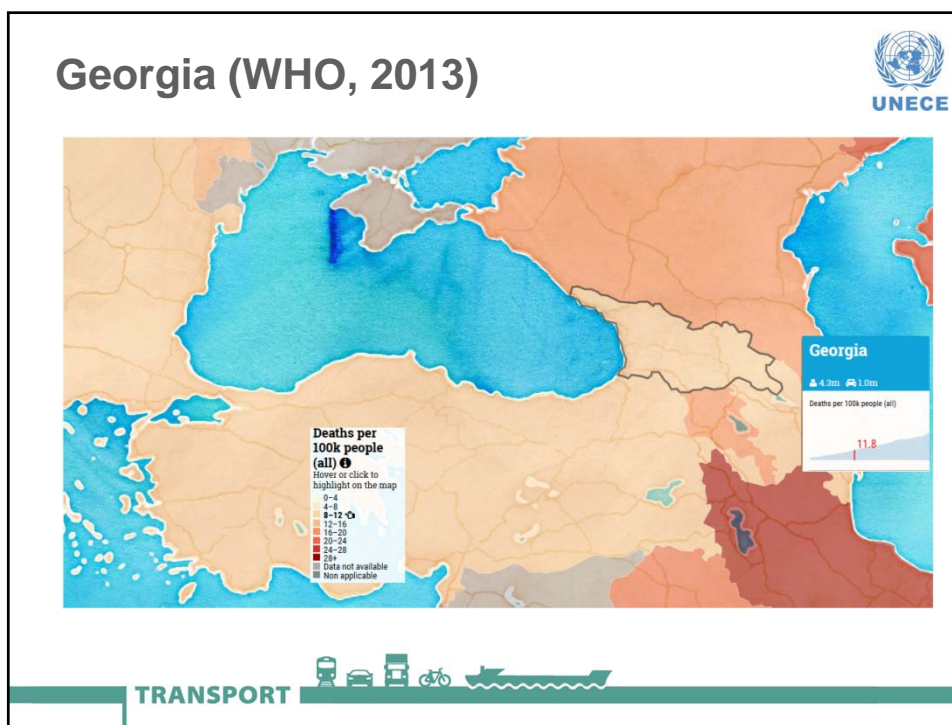 Georgia (WHO, 2013)
UNECE
Georgia
4.3m 1.0m
Deaths per 100k people (all)
11.8
Deaths per
100k people
(all)
Hover or click to
highlight on the map
0–4
4–8
8–12
12–16
16–20
20–24
24–28
28+
Data not available
Non applicable
TRANSPORT